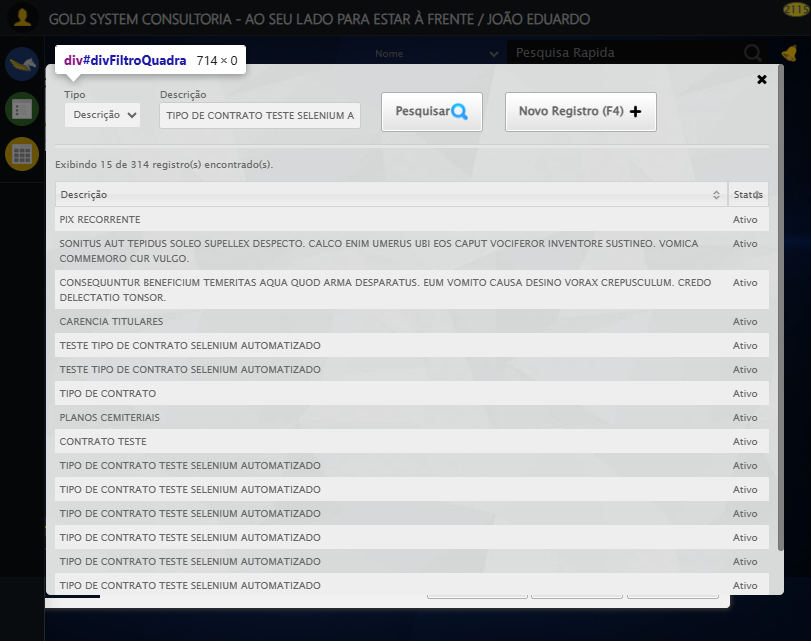 GOLD SYSTEM CONSULTORIA - AO SEU LADO PARA ESTAR À FRENTE / JOÃO EDUARDO
2115
Nome
Pesquisa Rapida
div#divFiltroQuadra 714 × 0
Tipo
Descrição
Descrição
TIPO DE CONTRATO TESTE SELENIUM A
Pesquisar
Novo Registro (F4)
Exibindo 15 de 314 registro(s) encontrado(s).
Descrição Status
PIX RECORRENTE Ativo
SONITUS AUT TEPIDUS SOLEO SUPELLEX DESPECTO. CALCO ENIM UMERUS UBI EOS CAPUT VOCIFEROR INVENTORE SUSTINEO. VOMICA Ativo
COMMEMORO CUR VULGO.
CONSEQUUNTUR BENEFICIUM TEMERITAS AQUA QUOD ARMA DESPARATUS. EUM VOMITO CAUSA DESINO VORAX CREPUSCULUM. CREDO Ativo
DELECTATIO TONSOR.
CARENCIA TITULARES Ativo
TESTE TIPO DE CONTRATO SELENIUM AUTOMATIZADO Ativo
TESTE TIPO DE CONTRATO SELENIUM AUTOMATIZADO Ativo
TIPO DE CONTRATO Ativo
PLANOS CEMITERIAIS Ativo
CONTRATO TESTE Ativo
TIPO DE CONTRATO TESTE SELENIUM AUTOMATIZADO Ativo
TIPO DE CONTRATO TESTE SELENIUM AUTOMATIZADO Ativo
TIPO DE CONTRATO TESTE SELENIUM AUTOMATIZADO Ativo
TIPO DE CONTRATO TESTE SELENIUM AUTOMATIZADO Ativo
TIPO DE CONTRATO TESTE SELENIUM AUTOMATIZADO Ativo
TIPO DE CONTRATO TESTE SELENIUM AUTOMATIZADO Ativo